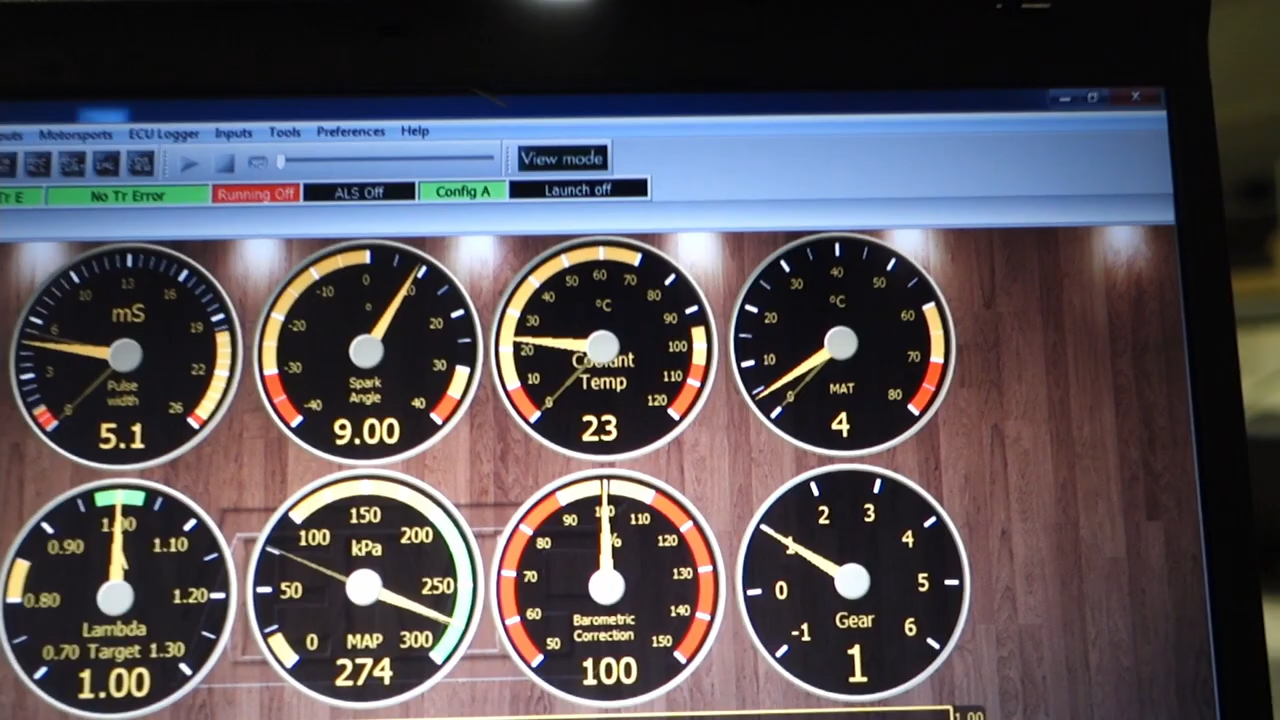 puts Motorsports ECU Logger Inputs Tools Preferences Help
View mode
Tr E No Tr Error Running Off ALS Off Config A Launch off
0 3 6 10 13 16 19 22 26
mS
Pulse
width
5.1
-40 -30 -20 -10 0 10 20 30 40
°
Spark
Angle
9.00
0 10 20 30 40 50 60 70 80 90 100 110 120
°C
Coolant
Temp
23
0 10 20 30 40 50 60 70 80
°C
MAT
4
0.70 0.80 0.90 1.00 1.10 1.20 1.30
Lambda
Target
1.00
0 50 100 150 200 250 300
kPa
MAP
274
50 60 70 80 90 100 110 120 130 140 150
%
Barometric
Correction
100
-1 0 1 2 3 4 5 6
Gear
1
1.00